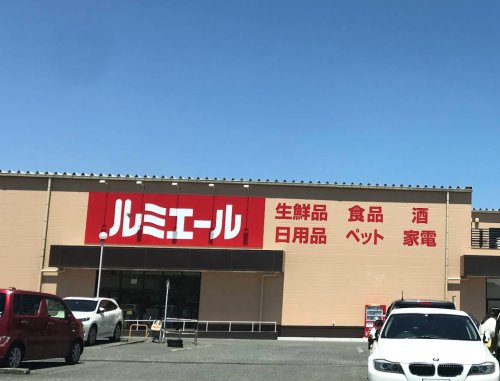 ルミエール
生鮮品 食品 酒
日用品 ペット 家電